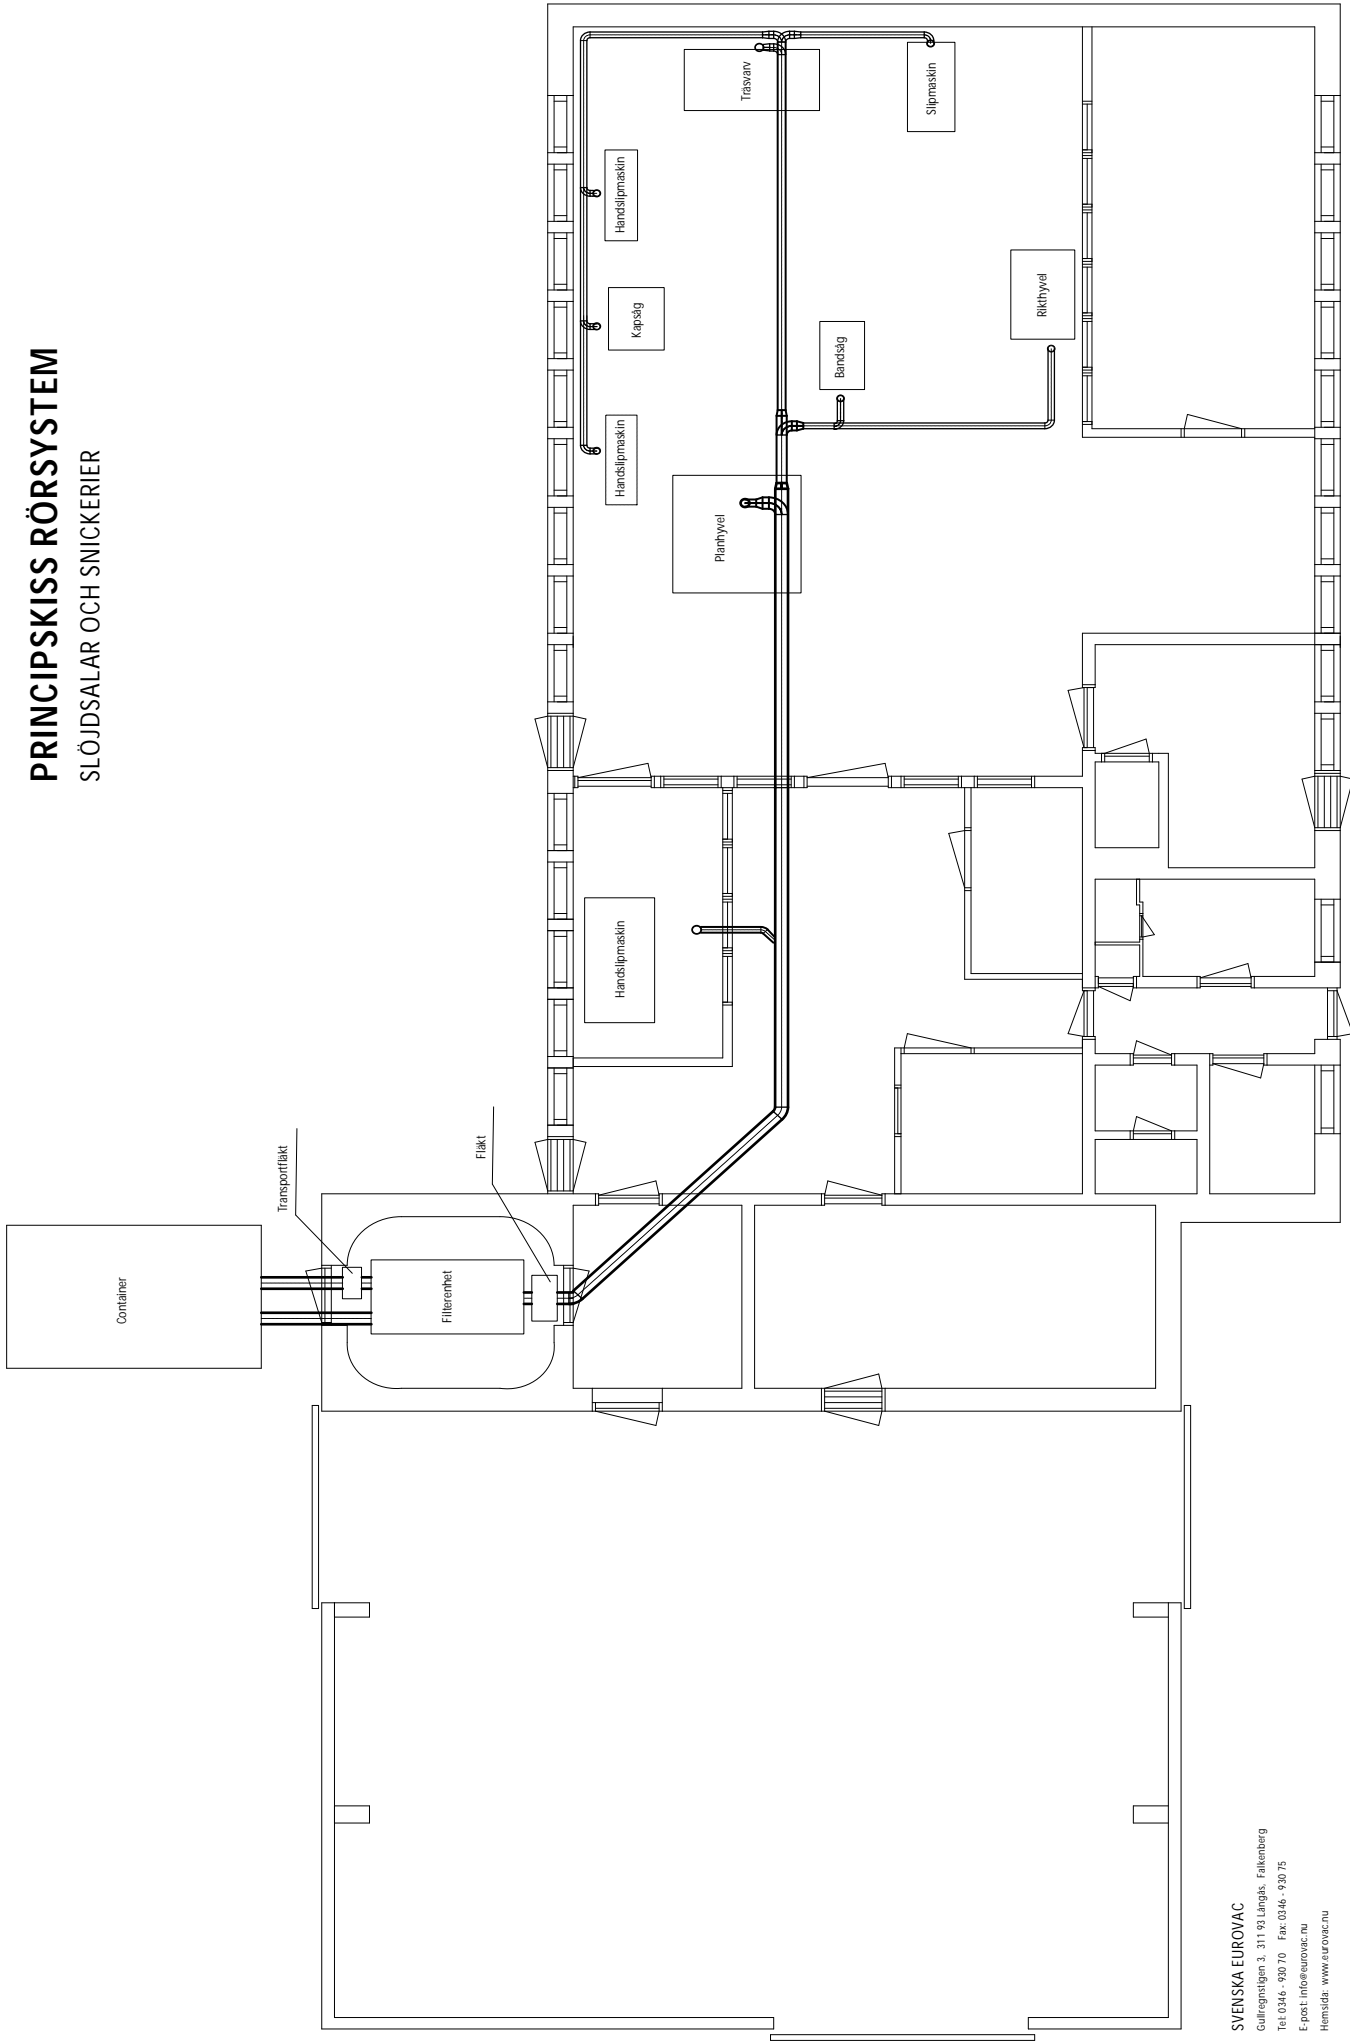 PRINCIPSKISS RÖRSYSTEM
SLÖJDSALAR OCH SNICKERIER
Container
Transportfläkt
Filterenhet
Fläkt
Handslipmaskin
Handslipmaskin
Kapsåg
Handslipmaskin
Planhyvel
Träsvarv
Bandsåg
Slipmaskin
Rikthyvel
SVENSKA EUROVAC
Gullregnstigen 3, 311 93 Långås, Falkenberg
Tel: 0346 - 930 70 Fax: 0346 - 930 75
E-post: info@eurovac.nu
Hemsida: www.eurovac.nu